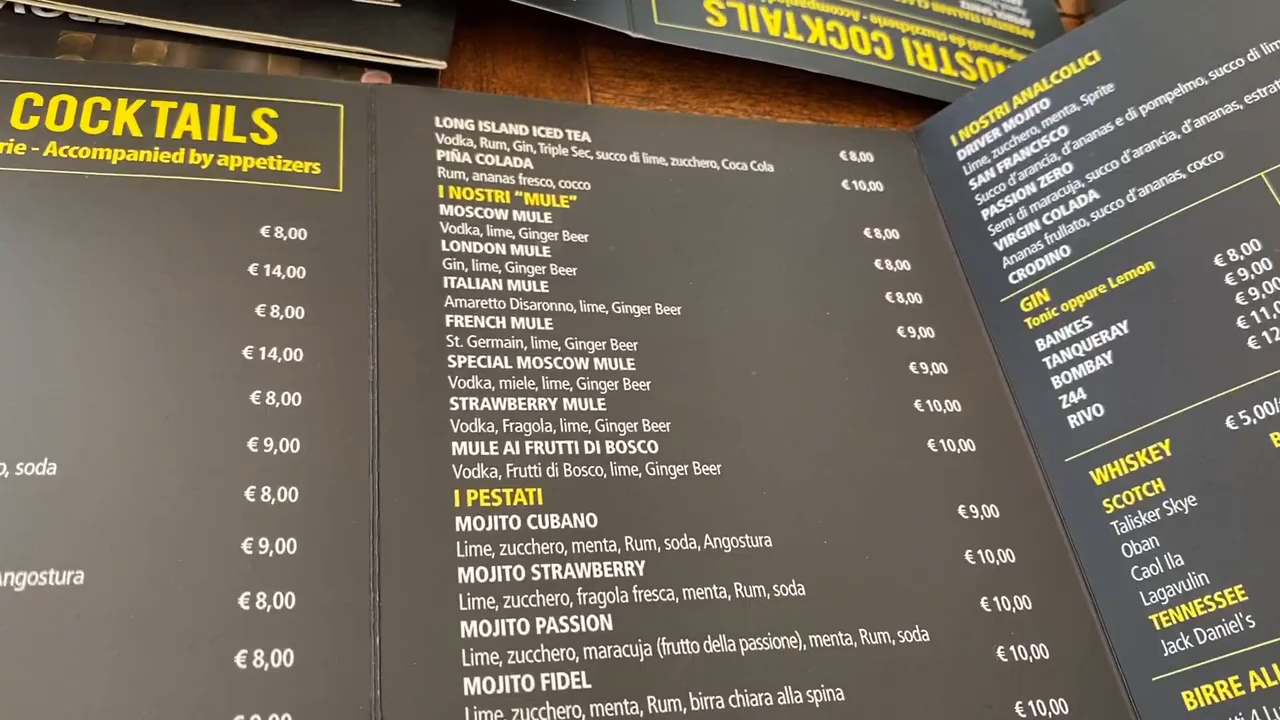 COCKTAILS
rie - Accompanied by appetizers
€ 8,00
€ 14,00
€ 8,00
€ 14,00
€ 8,00
€ 9,00
, soda
€ 8,00
€ 9,00
Angostura
€ 8,00
€ 8,00
LONG ISLAND ICED TEA € 8,00
Vodka, Rum, Gin, Triple Sec, succo di lime, zucchero, Coca Cola
PIÑA COLADA € 10,00
Rum, ananas fresco, cocco
I NOSTRI “MULE”
MOSCOW MULE € 8,00
Vodka, lime, Ginger Beer
LONDON MULE € 8,00
Gin, lime, Ginger Beer
ITALIAN MULE € 8,00
Amaretto Disaronno, lime, Ginger Beer
FRENCH MULE € 9,00
St. Germain, lime, Ginger Beer
SPECIAL MOSCOW MULE € 9,00
Vodka, miele, lime, Ginger Beer
STRAWBERRY MULE € 10,00
Vodka, Fragola, lime, Ginger Beer
MULE AI FRUTTI DI BOSCO € 10,00
Vodka, Frutti di Bosco, lime, Ginger Beer
I PESTATI
MOJITO CUBANO € 9,00
Lime, zucchero, menta, Rum, soda, Angostura
MOJITO STRAWBERRY € 10,00
Lime, zucchero, fragola fresca, menta, Rum, soda
MOJITO PASSION € 10,00
Lime, zucchero, maracuja (frutto della passione), menta, Rum, soda
MOJITO FIDEL € 10,00
Lime, zucchero, menta, Rum, birra chiara alla spina
€ 10,00
NOSTRI COCKTAILS
I NOSTRI ANALCOLICI
DRIVER MOJITO
Lime, zucchero, menta, Sprite
SAN FRANCISCO
Succo d'arancia, d'ananas e di pompelmo, succo di
PASSION ZERO
Semi di maracuja, succo d'arancia, d'ananas,
VIRGIN COLADA
Ananas frullato, succo d'ananas, cocco
CRODINO
GIN
Tonic oppure Lemon
BANKES € 8,00
TANQUERAY € 9,00
BOMBAY € 9,00
Z44 € 11,0
RIVO € 12
€ 5,00/
WHISKEY
SCOTCH
Talisker Skye
Oban
Caol Ila
Lagavulin
TENNESSEE
Jack Daniel's
BIRRE ALL